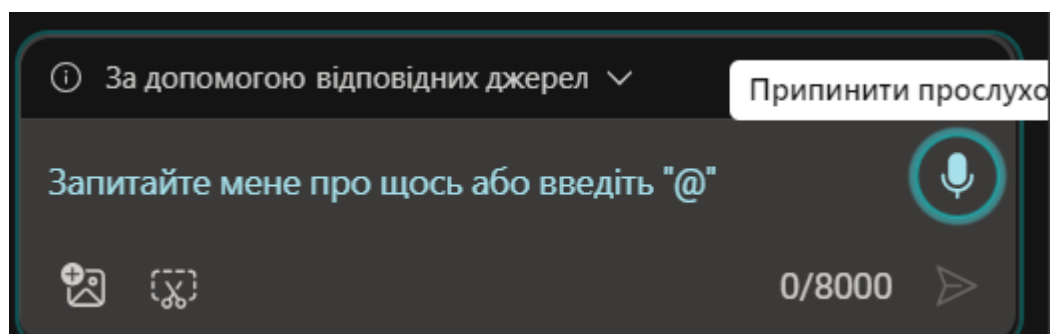 За допомогою відповідних джерел
Припинити прослухо
Запитайте мене про щось або введіть "@"
0/8000